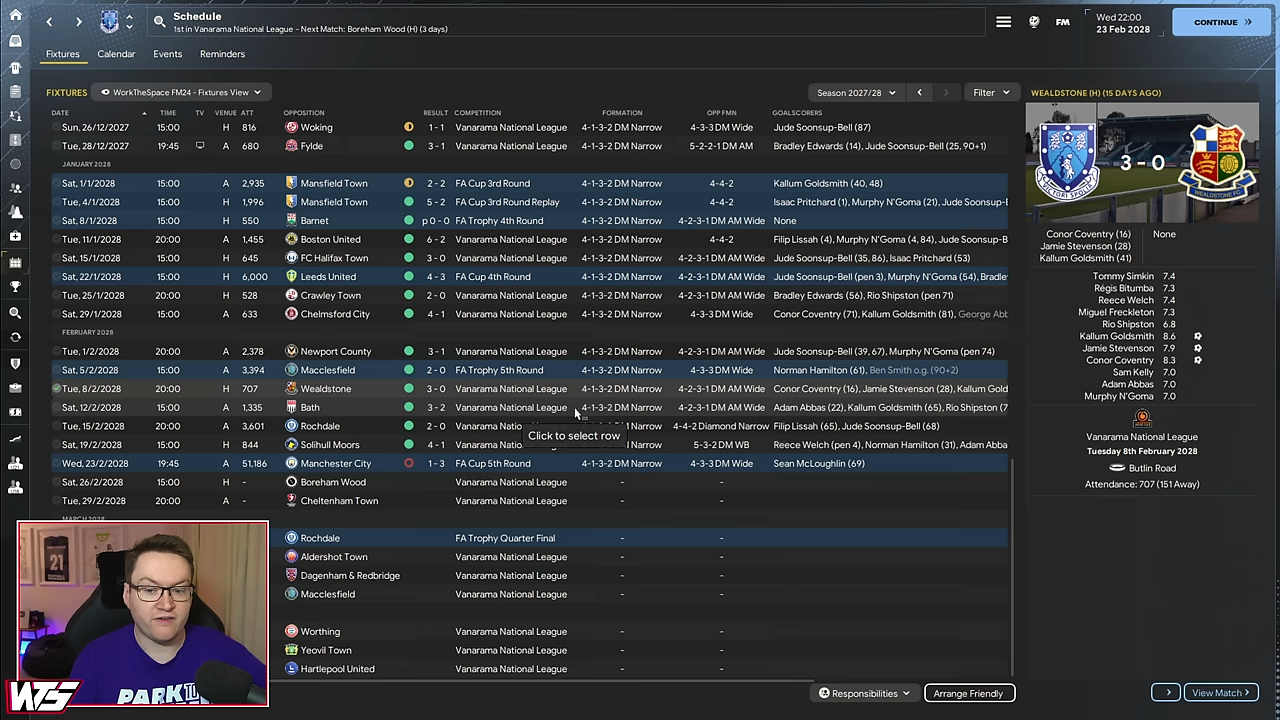 Schedule
1st in Vanarama National League - Next Match: Boreham Wood (H) (3 days)
FM
Wed 22:00
23 Feb 2028
CONTINUE
Fixtures Calendar Events Reminders
FIXTURES WorkTheSpace FM24 - Fixtures View Season 2027/28 Filter
DATE TIME TV VENUE ATT OPPOSITION RESULT COMPETITION FORMATION OPP FMN GOALSCORERS
Sun, 26/12/2027 15:00 H 816 Woking 1 - 1 Vanarama National League 4-1-3-2 DM Narrow 4-3-3 DM Wide Jude Soonsup-Bell (87)
Tue, 28/12/2027 19:45 A 680 Fylde 3 - 1 Vanarama National League 4-1-3-2 DM Narrow 5-2-2-1 DM AM Bradley Edwards (14), Jude Soonsup-Bell (25, 90+1)
JANUARY 2028
Sat, 1/1/2028 15:00 A 2,935 Mansfield Town 2 - 2 FA Cup 3rd Round 4-1-3-2 DM Narrow 4-4-2 Kallum Goldsmith (40, 48)
Tue, 4/1/2028 15:00 H 1,996 Mansfield Town 5 - 2 FA Cup 3rd Round Replay 4-1-3-2 DM Narrow 4-4-2 Isaac Pritchard (1), Murphy N'Goma (21), Jude Soonsup-B
Sat, 8/1/2028 15:00 H 550 Barnet p 0 - 0 FA Trophy 4th Round 4-1-3-2 DM Narrow 4-2-3-1 DM AM Wide None
Tue, 11/1/2028 20:00 A 1,455 Boston United 6 - 2 Vanarama National League 4-1-3-2 DM Narrow 4-4-2 Filip Lissah (4), Murphy N'Goma (4, 84), Jude Soonsup-B
Sat, 15/1/2028 15:00 A 645 FC Halifax Town 3 - 0 Vanarama National League 4-1-3-2 DM Narrow 4-2-3-1 DM AM Wide Jude Soonsup-Bell (35, 86), Isaac Pritchard (53)
Sat, 22/1/2028 15:00 H 6,000 Leeds United 4 - 3 FA Cup 4th Round 4-1-3-2 DM Narrow 4-2-3-1 DM AM Wide Jude Soonsup-Bell (pen 3), Murphy N'Goma (54), Bradle
Tue, 25/1/2028 20:00 H 528 Crawley Town 2 - 0 Vanarama National League 4-1-3-2 DM Narrow 4-2-3-1 DM AM Wide Bradley Edwards (56), Rio Shipston (pen 71)
Sat, 29/1/2028 15:00 A 633 Chelmsford City 4 - 1 Vanarama National League 4-1-3-2 DM Narrow 4-3-3 DM Wide Conor Coventry (71), Kallum Goldsmith (81), George Abb
FEBRUARY 2028
Tue, 1/2/2028 20:00 A 2,378 Newport County 3 - 1 Vanarama National League 4-1-3-2 DM Narrow 4-2-3-1 DM AM Wide Jude Soonsup-Bell (39, 67), Murphy N'Goma (pen 74)
Sat, 5/2/2028 15:00 A 3,394 Macclesfield 2 - 0 FA Trophy 5th Round 4-1-3-2 DM Narrow 4-3-3 DM Wide Norman Hamilton (61), Ben Smith o.g. (90+2)
Tue, 8/2/2028 20:00 H 707 Wealdstone 3 - 0 Vanarama National League 4-1-3-2 DM Narrow 4-2-3-1 DM AM Wide Conor Coventry (16), Jamie Stevenson (28), Kallum Gold
Sat, 12/2/2028 15:00 A 1,335 Bath 3 - 2 Vanarama National League 4-1-3-2 DM Narrow 4-2-3-1 DM AM Wide Adam Abbas (22), Kallum Goldsmith (65), Rio Shipston (7
Tue, 15/2/2028 20:00 A 3,601 Rochdale 2 - 0 Vanarama Natio 4-4-2 Diamond Narrow Filip Lissah (65), Jude Soonsup-Bell (68)
Click to select row
Sat, 19/2/2028 15:00 H 844 Solihull Moors 4 - 1 Vanarama Natio 5-3-2 DM WB Reece Welch (pen 4), Norman Hamilton (31), Adam Abba
Wed, 23/2/2028 19:45 A 51,186 Manchester City 1 - 3 FA Cup 5th Round 4-1-3-2 DM Narrow 4-3-3 DM Wide Sean McLoughlin (69)
Sat, 26/2/2028 15:00 H - Boreham Wood Vanarama National League - -
Tue, 29/2/2028 20:00 A - Cheltenham Town Vanarama National League - -
Rochdale FA Trophy Quarter Final - -
Aldershot Town Vanarama National League - -
Dagenham & Redbridge Vanarama National League - -
Macclesfield Vanarama National League - -
Worthing Vanarama National League - -
Yeovil Town Vanarama National League - -
Hartlepool United Vanarama National League - -
Responsibilities Arrange Friendly
WEALDSTONE (H) (15 DAYS AGO)
3 - 0
WEALDSTONE
Conor Coventry (16) None
Jamie Stevenson (28)
Kallum Goldsmith (41)
Tommy Simkin 7.4
Régis Bitumba 7.3
Reece Welch 7.4
Miguel Freckleton 7.3
Rio Shipston 6.8
Kallum Goldsmith 8.6
Jamie Stevenson 7.9
Conor Coventry 8.3
Sam Kelly 7.0
Adam Abbas 7.0
Murphy N'Goma 7.0
Vanarama National League
Tuesday 8th February 2028
Butlin Road
Attendance: 707 (151 Away)
View Match
21
PARK
WTS